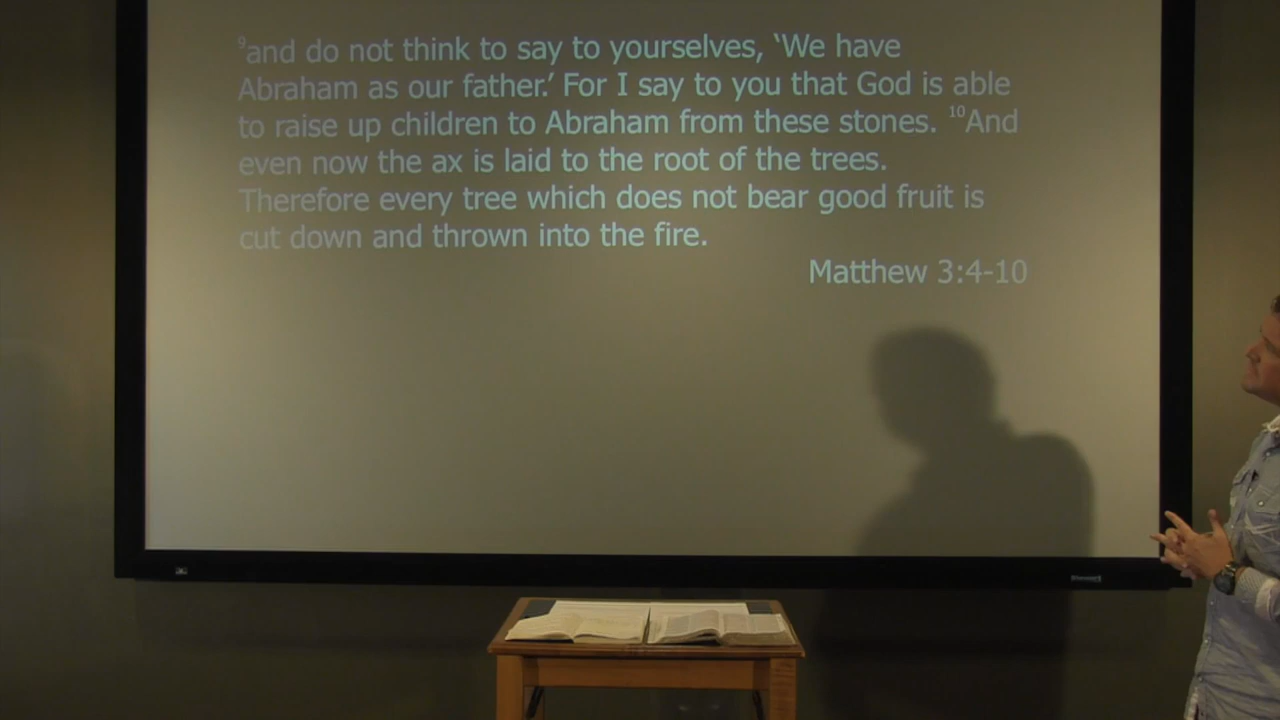 ⁹and do not think to say to yourselves, ‘We have
Abraham as our father.’ For I say to you that God is able
to raise up children to Abraham from these stones. ¹⁰And
even now the ax is laid to the root of the trees.
Therefore every tree which does not bear good fruit is
cut down and thrown into the fire.
Matthew 3:4-10